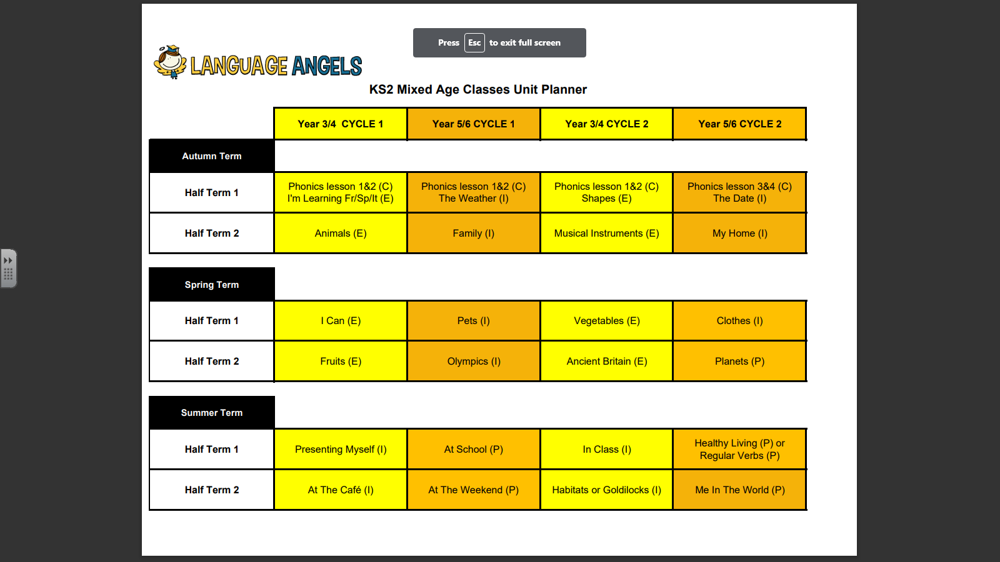 Press Esc to exit full screen
LANGUAGE ANGELS
KS2 Mixed Age Classes Unit Planner
Year 3/4 CYCLE 1
Year 5/6 CYCLE 1
Year 3/4 CYCLE 2
Year 5/6 CYCLE 2
Autumn Term
Half Term 1
Phonics lesson 1&2 (C)
I'm Learning Fr/Sp/It (E)
Phonics lesson 1&2 (C)
The Weather (I)
Phonics lesson 1&2 (C)
Shapes (E)
Phonics lesson 3&4 (C)
The Date (I)
Half Term 2
Animals (E)
Family (I)
Musical Instruments (E)
My Home (I)
Spring Term
Half Term 1
I Can (E)
Pets (I)
Vegetables (E)
Clothes (I)
Half Term 2
Fruits (E)
Olympics (I)
Ancient Britain (E)
Planets (P)
Summer Term
Half Term 1
Presenting Myself (I)
At School (P)
In Class (I)
Healthy Living (P) or
Regular Verbs (P)
Half Term 2
At The Café (I)
At The Weekend (P)
Habitats or Goldilocks (I)
Me In The World (P)